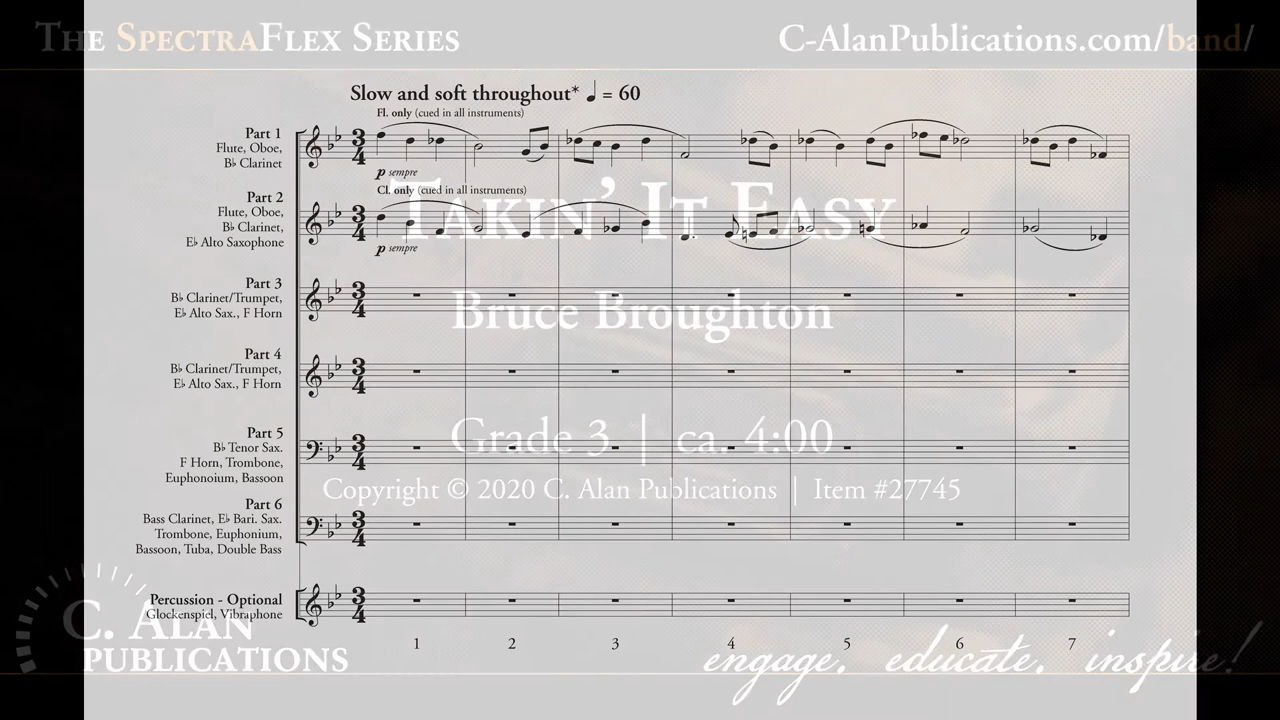 THE SPECTRAFLEX SERIES
C-AlanPublications.com/band/
Slow and soft throughout* ♩ = 60
Fl. only (cued in all instruments)
Part 1
Flute, Oboe,
B♭ Clarinet
p sempre
Cl. only (cued in all instruments)
Part 2
Flute, Oboe,
B♭ Clarinet,
E♭ Alto Saxophone
p sempre
TAKIN' IT EASY
Part 3
B♭ Clarinet/Trumpet,
E♭ Alto Sax., F Horn
Bruce Broughton
Part 4
B♭ Clarinet/Trumpet,
E♭ Alto Sax., F Horn
Part 5
B♭ Tenor Sax.
F Horn, Trombone,
Euphonoium, Bassoon
Grade 3 | ca. 4:00
Copyright © 2020 C. Alan Publications | Item #27745
Part 6
Bass Clarinet, E♭ Bari. Sax.
Trombone, Euphonium,
Bassoon, Tuba, Double Bass
Percussion - Optional
Glockenspiel, Vibraphone
1 2 3 4 5 6 7
C. ALAN
PUBLICATIONS
engage. educate. inspire!